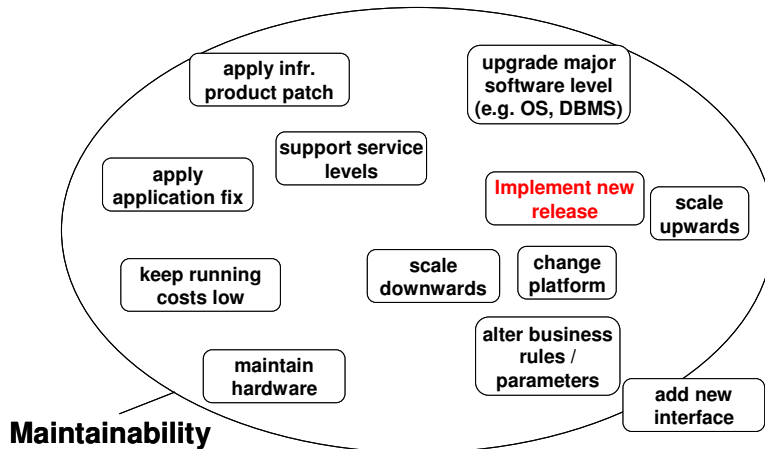 apply infr.
product patch
upgrade major
software level
(e.g. OS, DBMS)
support service
levels
apply
application fix
Implement new
release
scale
upwards
keep running
costs low
scale
downwards
change
platform
alter business
rules /
parameters
maintain
hardware
add new
interface
Maintainability